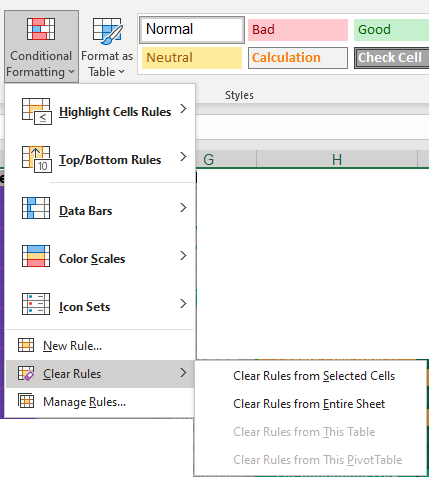 Conditional
Formatting
Format as
Table
Normal
Bad
Good
Neutral
Calculation
Check Cell
Styles
Highlight Cells Rules
Top/Bottom Rules
10
Data Bars
Color Scales
Icon Sets
New Rule...
Clear Rules
Manage Rules...
G
H
Clear Rules from Selected Cells
Clear Rules from Entire Sheet
Clear Rules from This Table
Clear Rules from This PivotTable